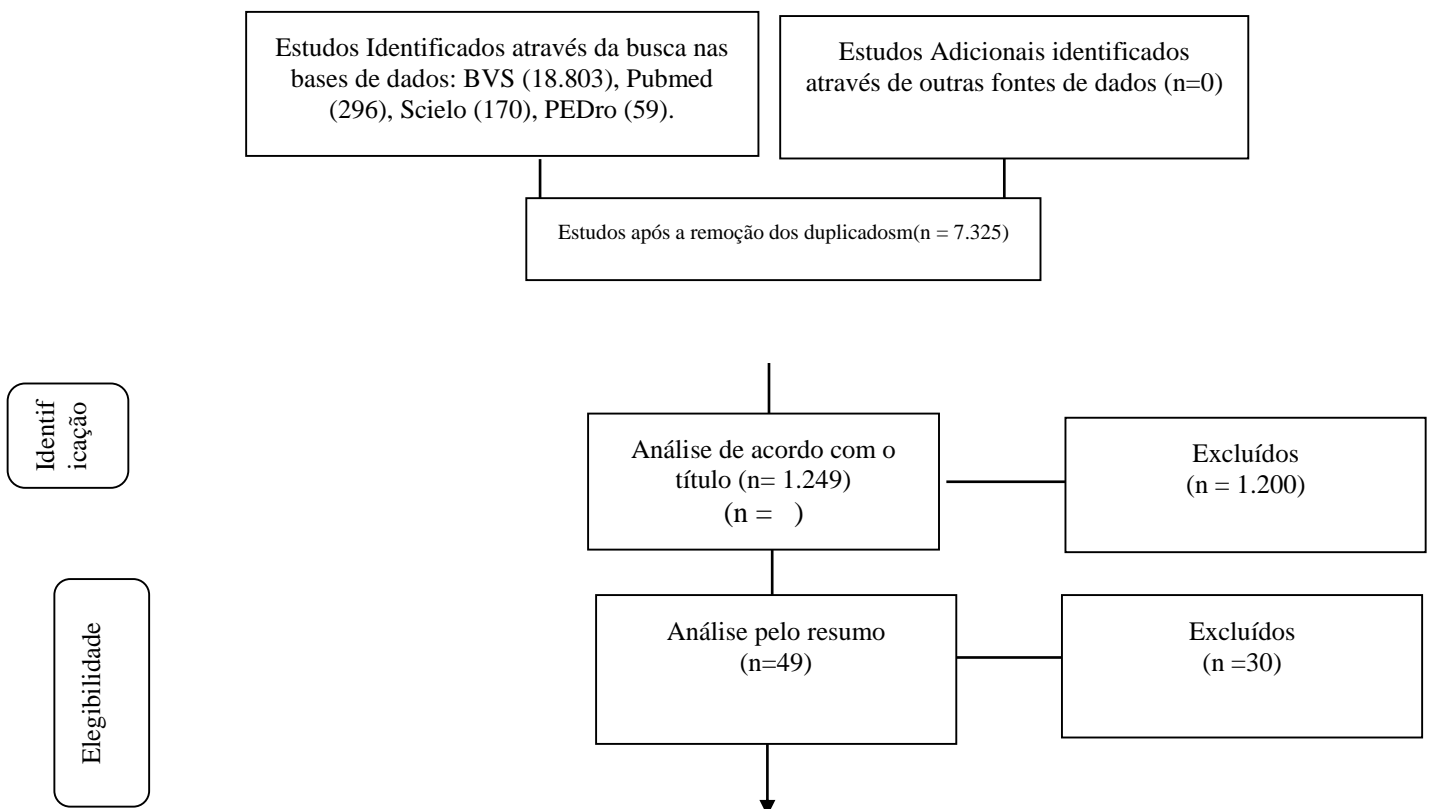 Estudos Identificados através da busca nas
bases de dados: BVS (18.803), Pubmed
(296), Scielo (170), PEDro (59).
Estudos Adicionais identificados
através de outras fontes de dados (n=0)
Estudos após a remoção dos duplicadosm(n = 7.325)
Identif
icação
Análise de acordo com o
título (n= 1.249)
(n =   )
Excluídos
(n = 1.200)
Elegibilidade
Análise pelo resumo
(n=49)
Excluídos
(n =30)